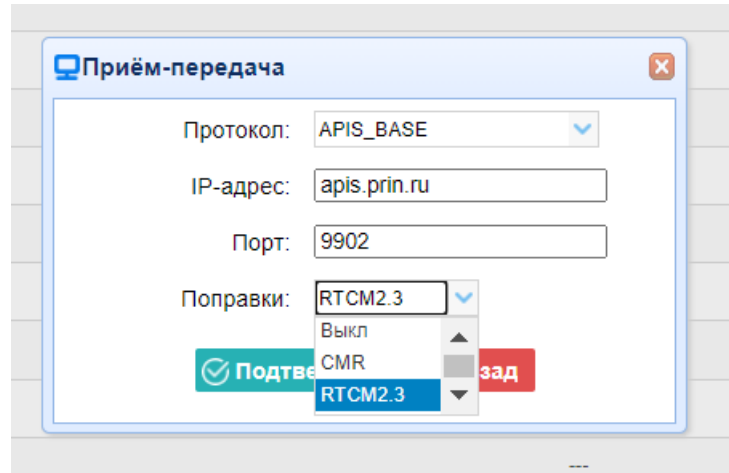 Приём-передача
Протокол: APIS_BASE
IP-адрес: apis.prin.ru
Порт: 9902
Поправки: RTCM2.3
Выкл
CMR
RTCM2.3
Подтве
зад
---